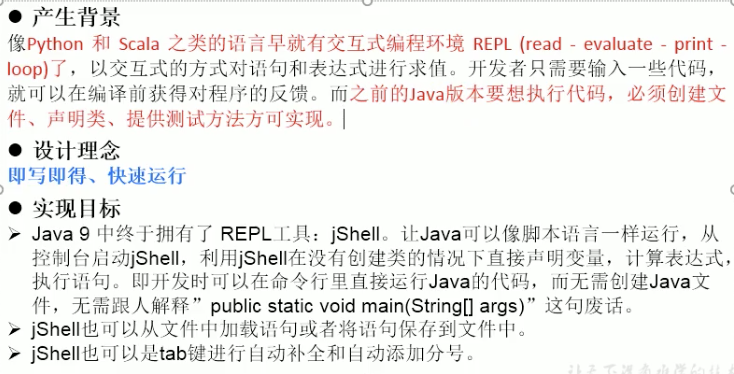 ● 产生背景
像Python 和 Scala 之类的语言早就有交互式编程环境 REPL (read - evaluate - print -
loop)了，以交互式的方式对语句和表达式进行求值。开发者只需要输入一些代码，
就可以在编译前获得对程序的反馈。而之前的Java版本要想执行代码，必须创建文
件、声明类、提供测试方法方可实现。
● 设计理念
即写即得、快速运行
● 实现目标
➢ Java 9 中终于拥有了 REPL工具：jShell。让Java可以像脚本语言一样运行，从
控制台启动jShell，利用jShell在没有创建类的情况下直接声明变量，计算表达式，
执行语句。即开发时可以在命令行里直接运行Java的代码，而无需创建Java文
件，无需跟人解释”public static void main(String[] args)”这句废话。
➢ jShell也可以从文件中加载语句或者将语句保存到文件中。
➢ jShell也可以是tab键进行自动补全和自动添加分号。